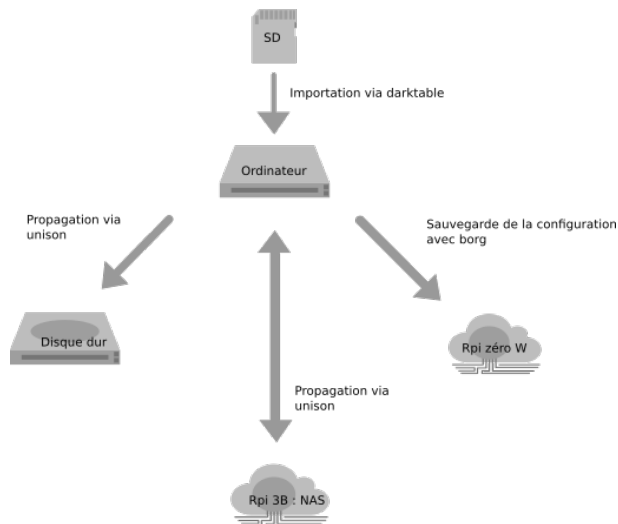 SD
Importation via darktable
Ordinateur
Propagation via
unison
Sauvegarde de la configuration
avec borg
Disque dur
Rpi zéro W
Propagation via
unison
Rpi 3B : NAS